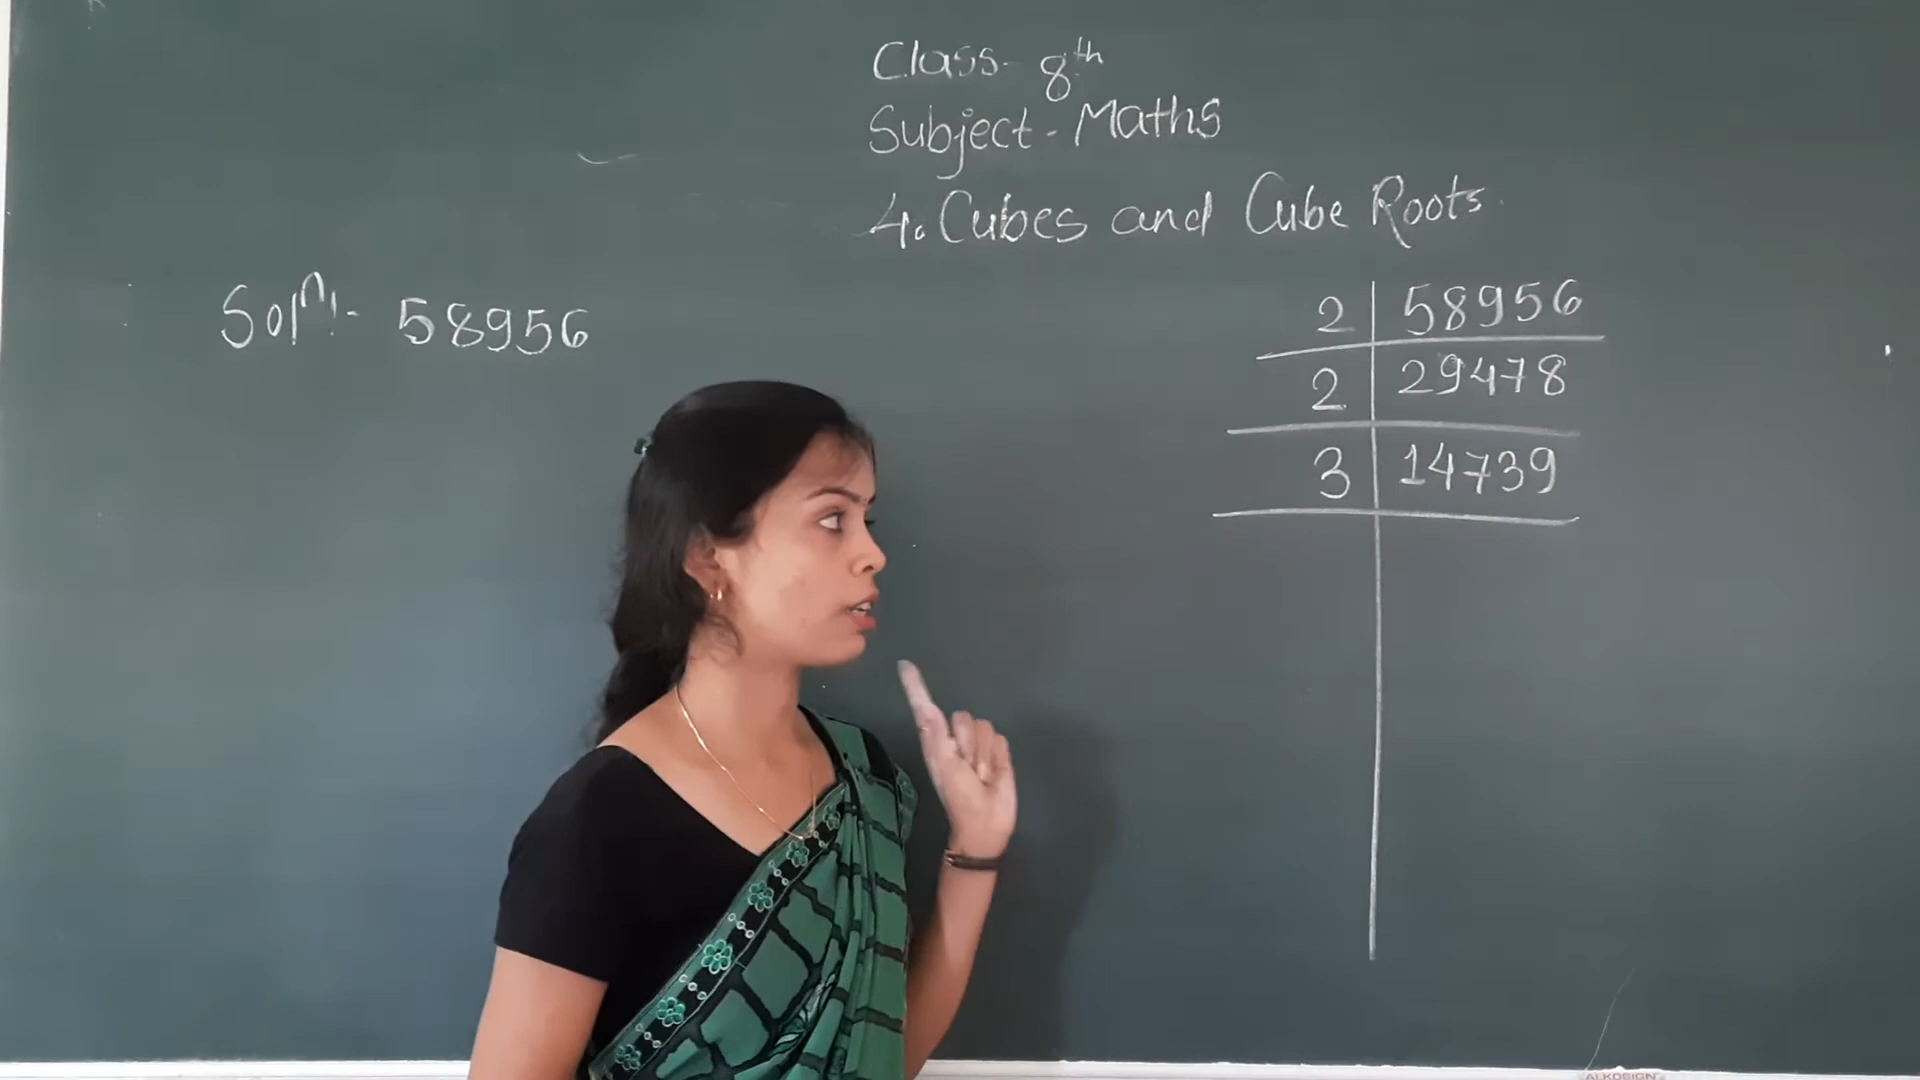 Class- 8th
Subject - Maths
4. Cubes and Cube Roots.
Soln:- 58956
2 | 58956
2 | 29478
3 | 14739